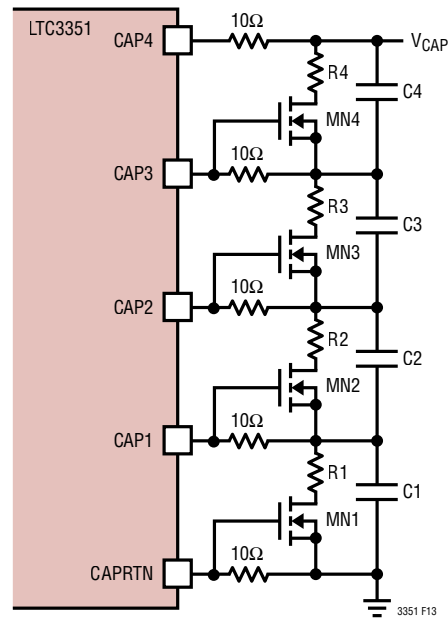 LTC3351
CAP4
10Ω
V_CAP
R4
C4
MN4
10Ω
CAP3
R3
C3
MN3
10Ω
CAP2
R2
C2
MN2
10Ω
CAP1
R1
C1
MN1
10Ω
CAPRTN
3351 F13